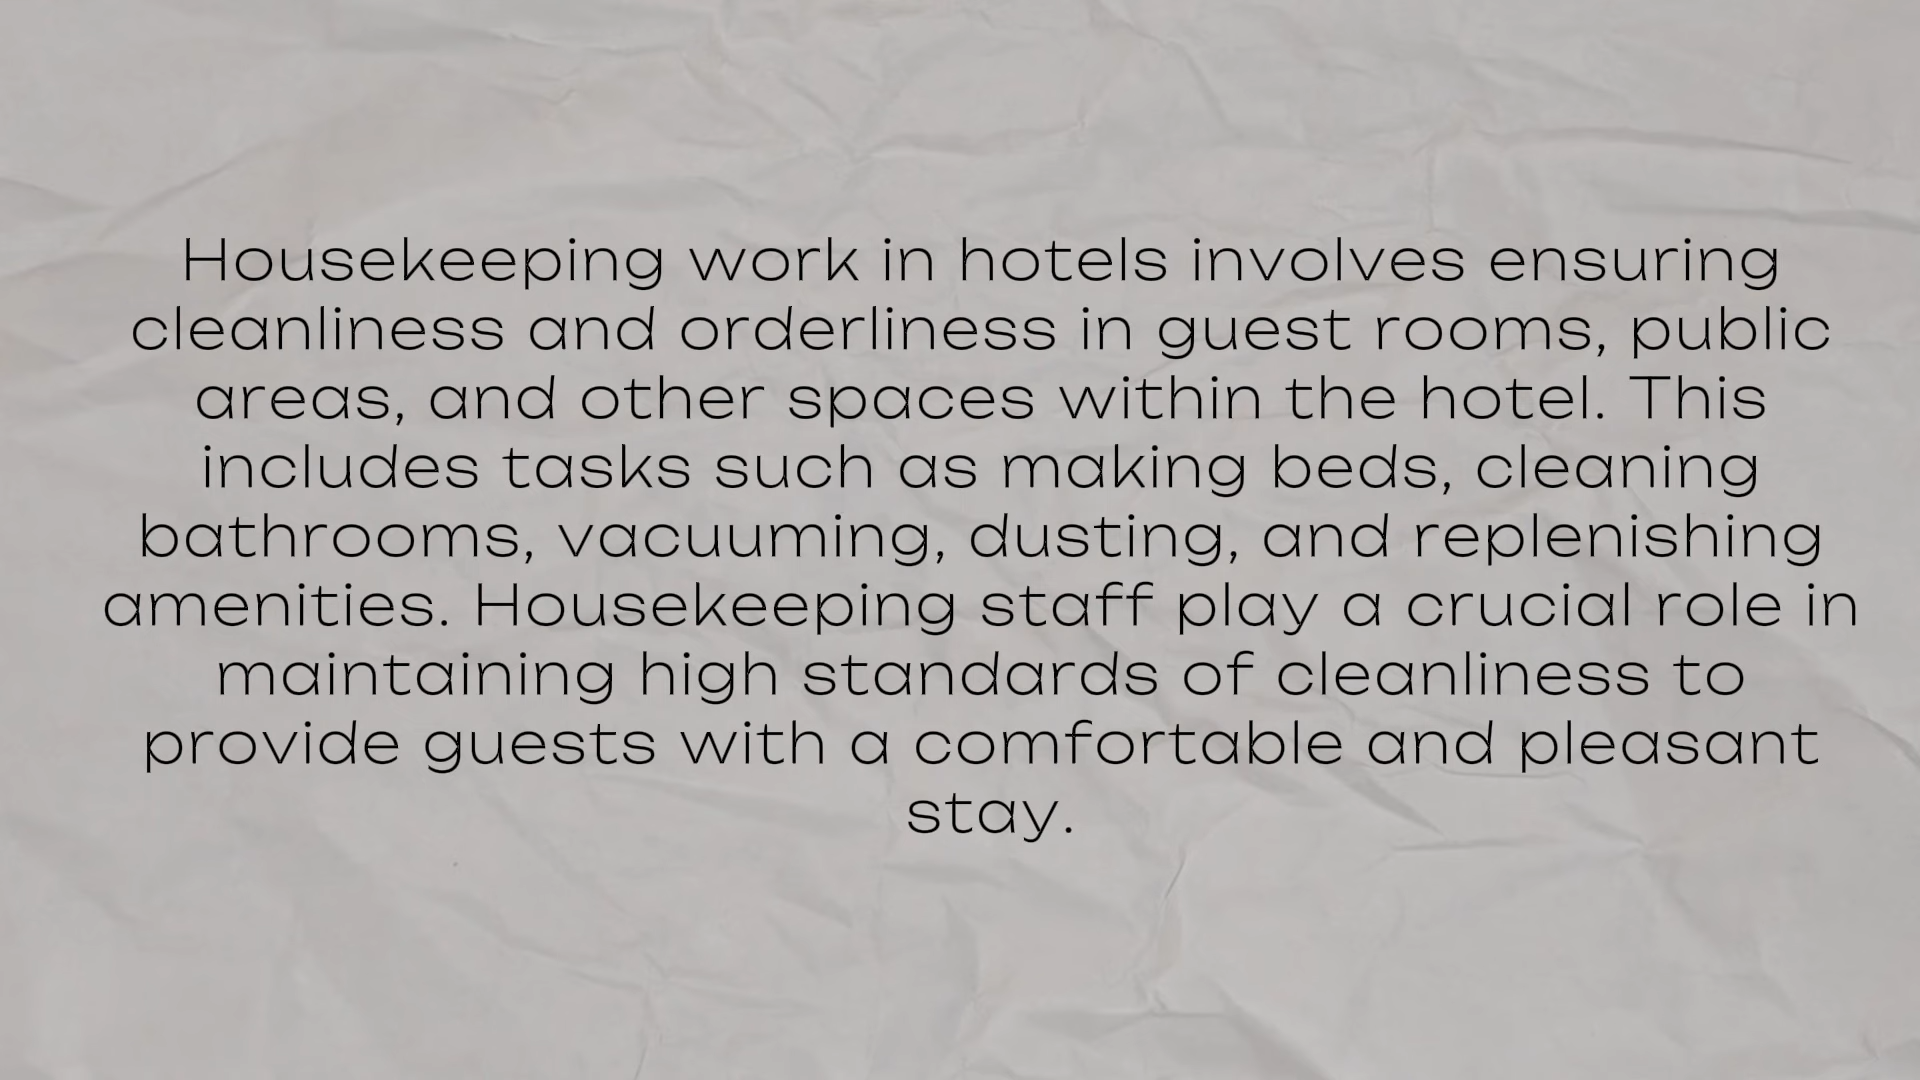 Housekeeping work in hotels involves ensuring
cleanliness and orderliness in guest rooms, public
areas, and other spaces within the hotel. This
includes tasks such as making beds, cleaning
bathrooms, vacuuming, dusting, and replenishing
amenities. Housekeeping staff play a crucial role in
maintaining high standards of cleanliness to
provide guests with a comfortable and pleasant
stay.